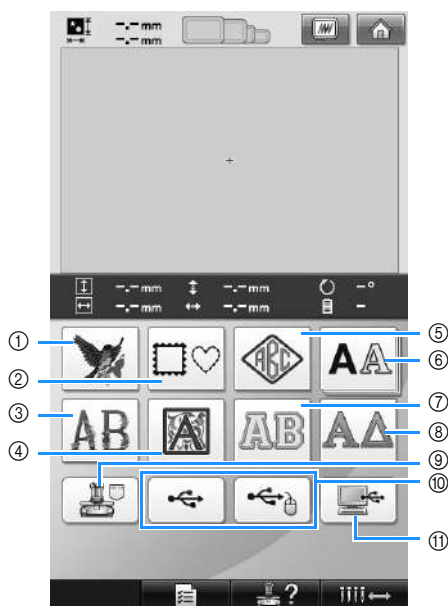 -.- mm
-.- mm
-.- mm -.- mm - °
-.- mm -.- mm -
① ⑤
ABC A A ⑥
②
③ AB A AB AΔ ⑦
④ ⑧
⑨
⑩
⑪
?